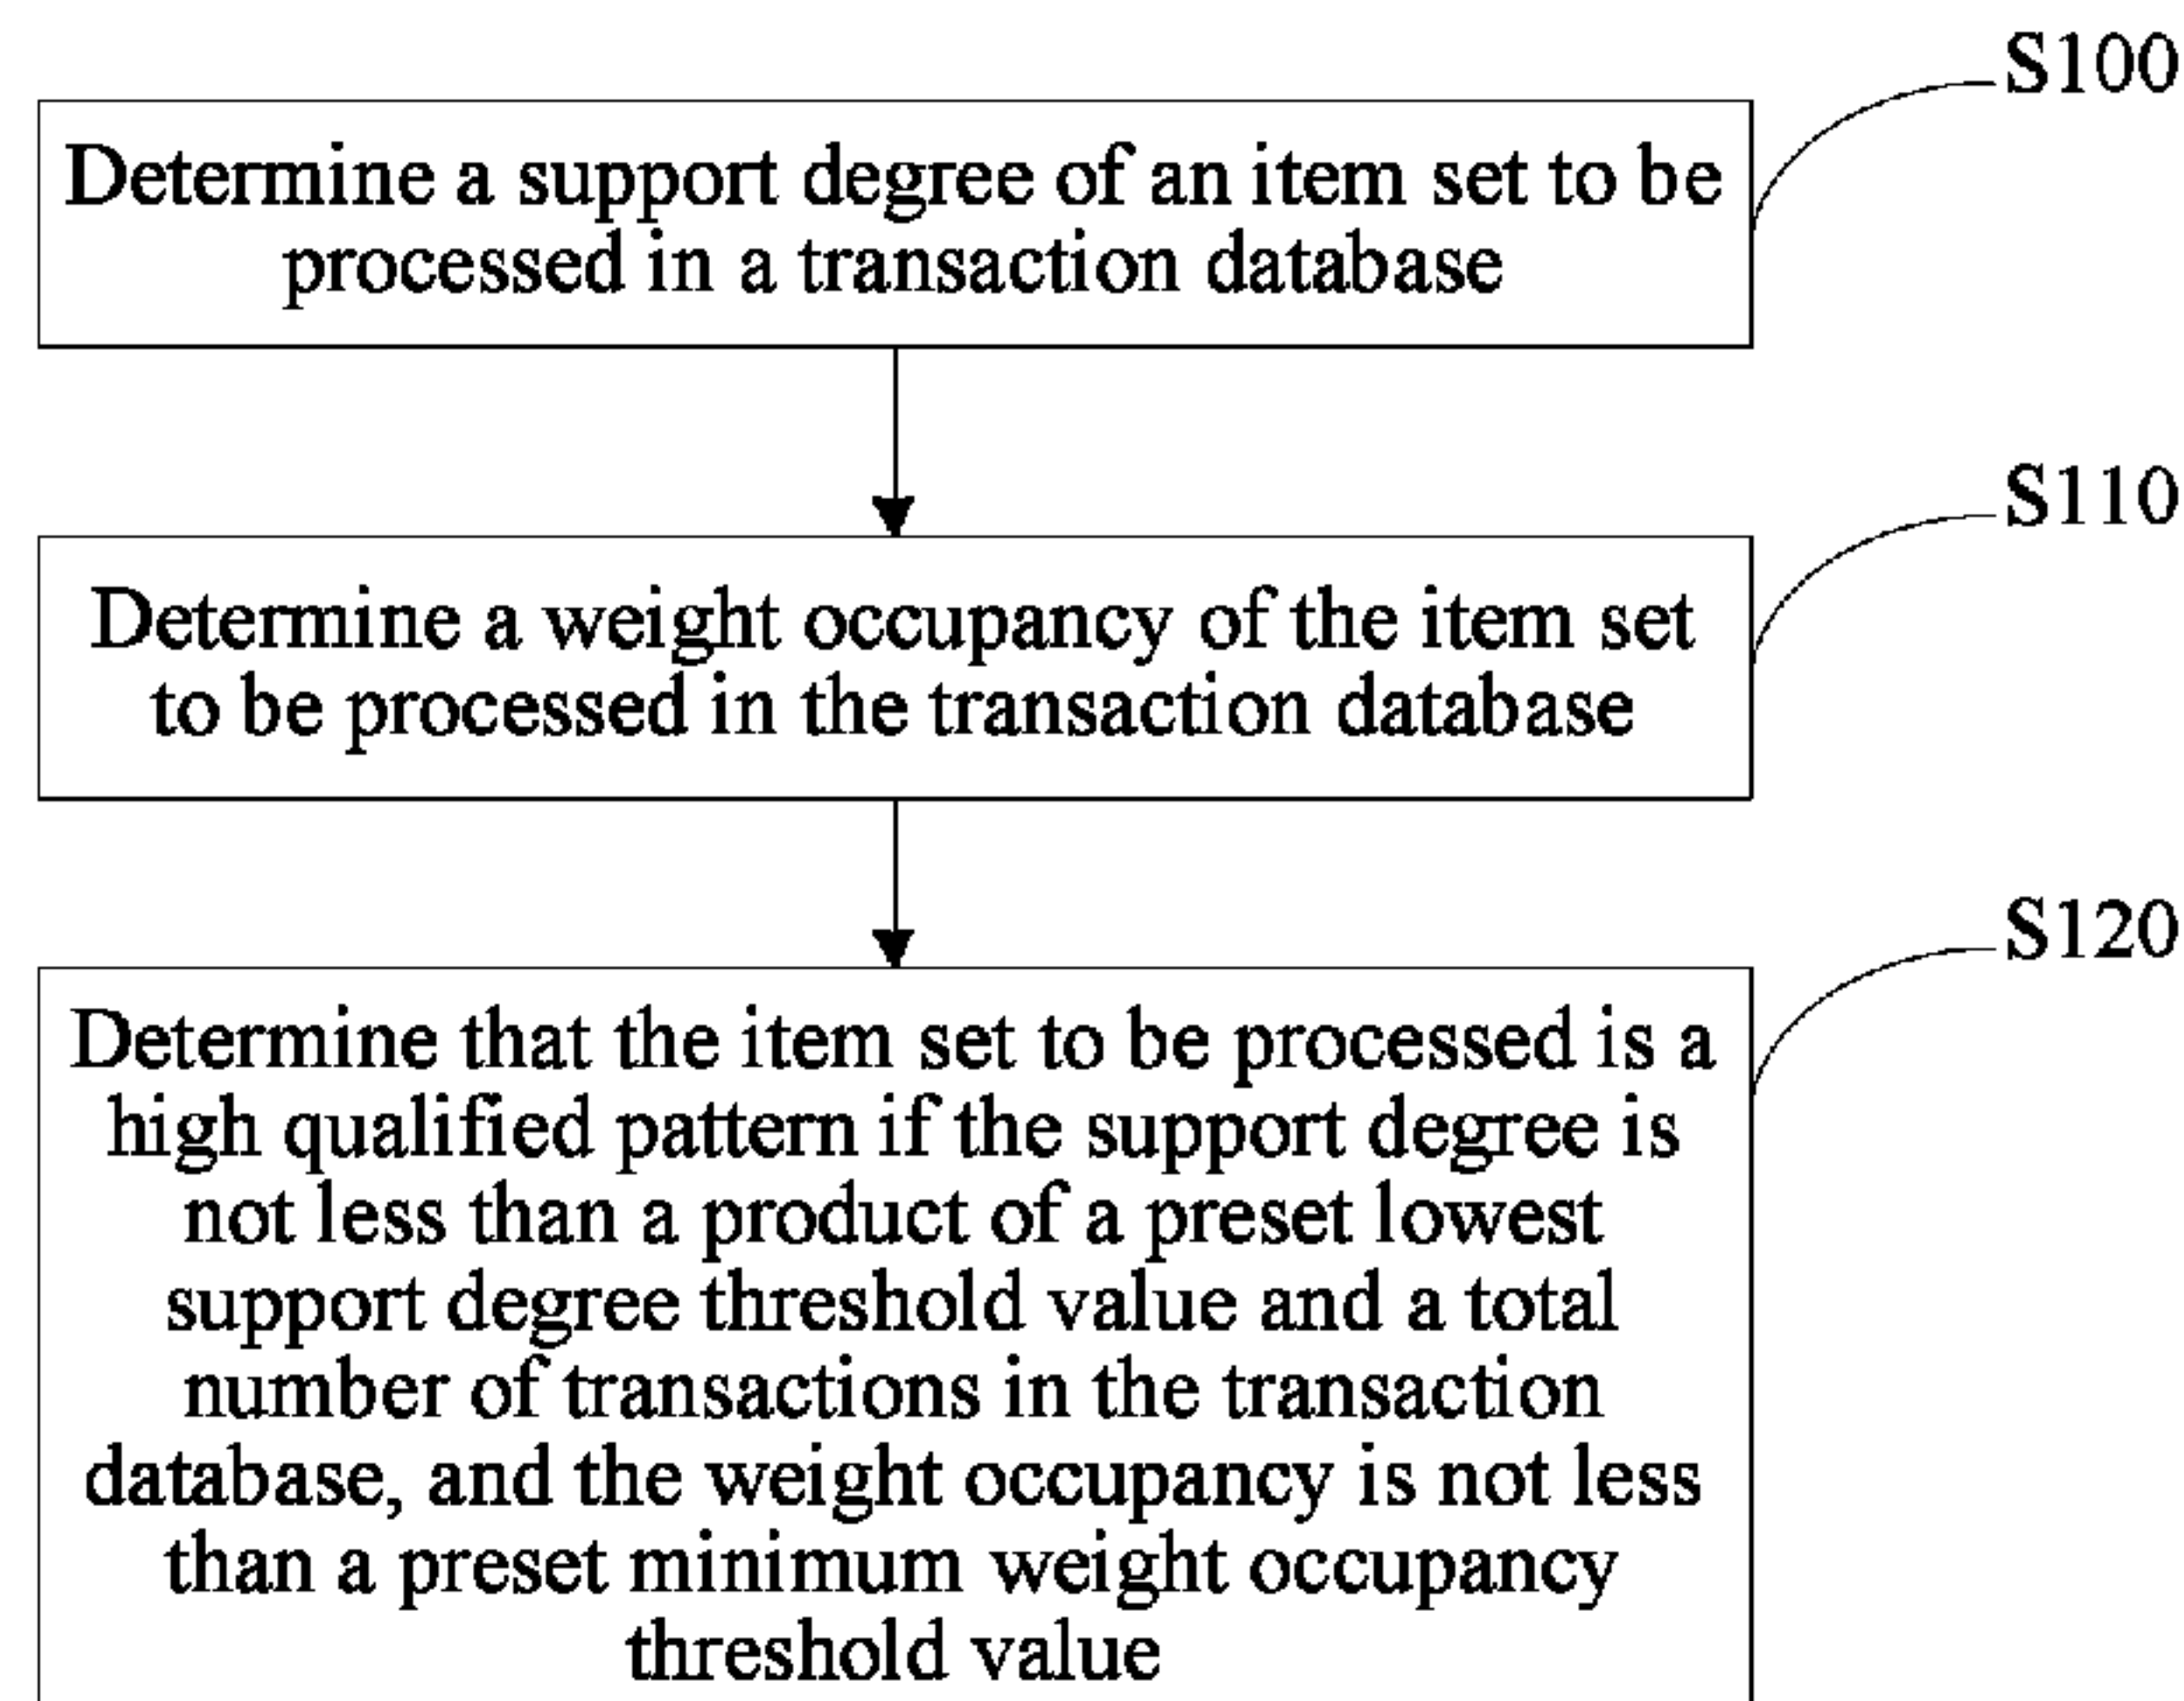 S100
Determine a support degree of an item set to be
processed in a transaction database
S110
Determine a weight occupancy of the item set
to be processed in the transaction database
S120
Determine that the item set to be processed is a
high qualified pattern if the support degree is
not less than a product of a preset lowest
support degree threshold value and a total
number of transactions in the transaction
database, and the weight occupancy is not less
than a preset minimum weight occupancy
threshold value